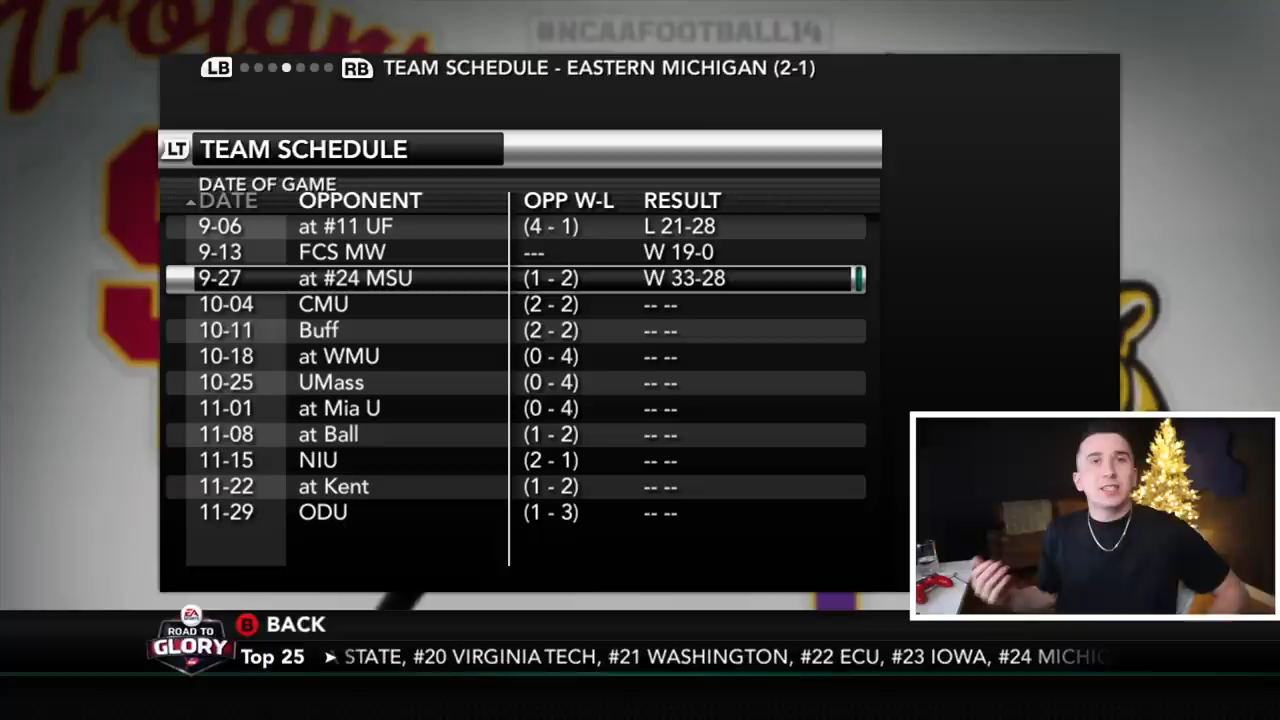 Trojans
#NCAAFOOTBALL14
LB RB TEAM SCHEDULE - EASTERN MICHIGAN (2-1)
LT TEAM SCHEDULE
DATE OF GAME
DATE OPPONENT OPP W-L RESULT
9-06 at #11 UF (4 - 1) L 21-28
9-13 FCS MW --- W 19-0
9-27 at #24 MSU (1 - 2) W 33-28
10-04 CMU (2 - 2) -- --
10-11 Buff (2 - 2) -- --
10-18 at WMU (0 - 4) -- --
10-25 UMass (0 - 4) -- --
11-01 at Mia U (0 - 4) -- --
11-08 at Ball (1 - 2) -- --
11-15 NIU (2 - 1) -- --
11-22 at Kent (1 - 2) -- --
11-29 ODU (1 - 3) -- --
EA
ROAD TO
GLORY
B BACK
Top 25 STATE, #20 VIRGINIA TECH, #21 WASHINGTON, #22 ECU, #23 IOWA, #24 MICHIC